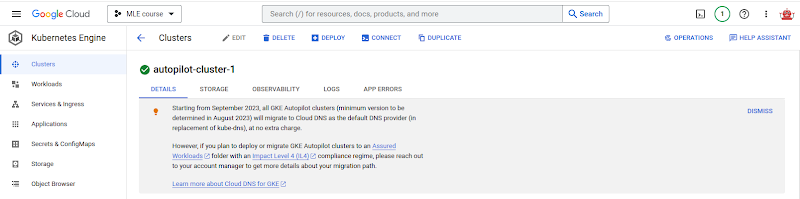 Google Cloud
MLE course
Search (/) for resources, docs, products, and more
Search
1
Kubernetes Engine
Clusters
EDIT
DELETE
DEPLOY
CONNECT
DUPLICATE
OPERATIONS
HELP ASSISTANT
Clusters
Workloads
Services & Ingress
Applications
Secrets & ConfigMaps
Storage
Object Browser
autopilot-cluster-1
DETAILS
STORAGE
OBSERVABILITY
LOGS
APP ERRORS
Starting from September 2023, all GKE Autopilot clusters (minimum version to be
determined in August 2023) will migrate to Cloud DNS as the default DNS provider (in
replacement of kube-dns), at no extra charge.
DISMISS
However, if you plan to deploy or migrate GKE Autopilot clusters to an Assured
Workloads folder with an Impact Level 4 (IL4) compliance regime, please reach out
to your account manager to get more details about your migration path.
Learn more about Cloud DNS for GKE